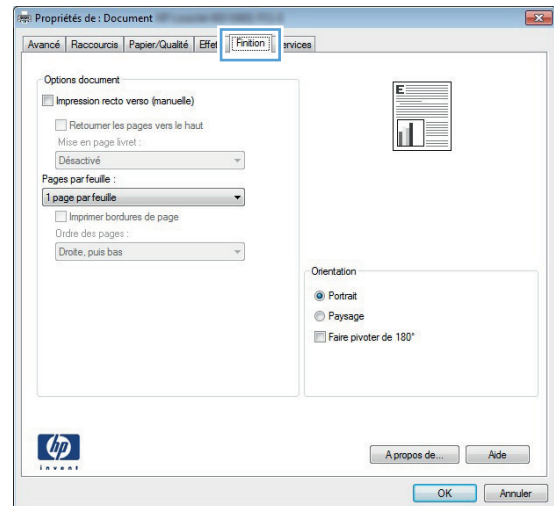 Propriétés de : Document
Avancé Raccourcis Papier/Qualité Effet Finition ervices
Options document
Impression recto verso (manuelle)
Retourner les pages vers le haut
Mise en page livret :
Désactivé
Pages par feuille :
1 page par feuille
Imprimer bordures de page
Ordre des pages :
Droite, puis bas
E
Orientation
Portrait
Paysage
Faire pivoter de 180°
hp
invent
A propos de... Aide
OK Annuler